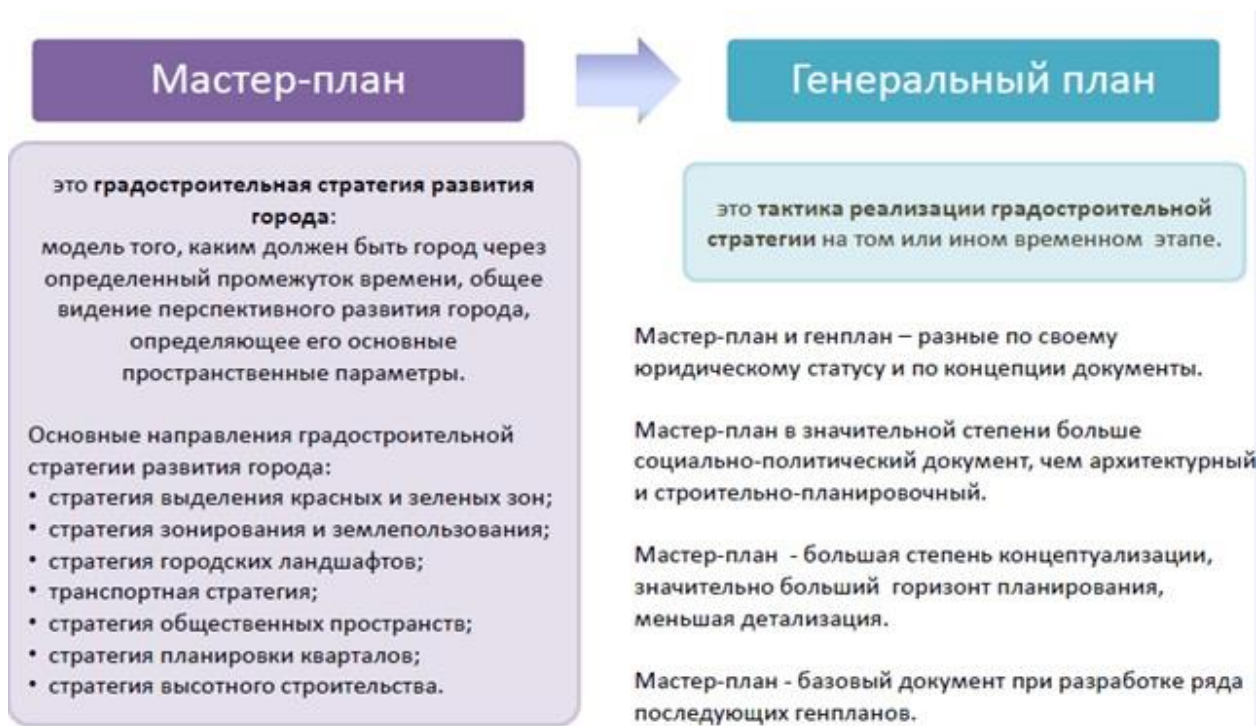 Мастер-план
Генеральный план
это градостроительная стратегия развития
города:
модель того, каким должен быть город через
определенный промежуток времени, общее
видение перспективного развития города,
определяющее его основные
пространственные параметры.
Основные направления градостроительной
стратегии развития города:
• стратегия выделения красных и зеленых зон;
• стратегия зонирования и землепользования;
• стратегия городских ландшафтов;
• транспортная стратегия;
• стратегия общественных пространств;
• стратегия планировки кварталов;
• стратегия высотного строительства.
это тактика реализации градостроительной
стратегии на том или ином временном этапе.
Мастер-план и генплан – разные по своему
юридическому статусу и по концепции документы.
Мастер-план в значительной степени больше
социально-политический документ, чем архитектурный
и строительно-планировочный.
Мастер-план - большая степень концептуализации,
значительно больший горизонт планирования,
меньшая детализация.
Мастер-план - базовый документ при разработке ряда
последующих генпланов.